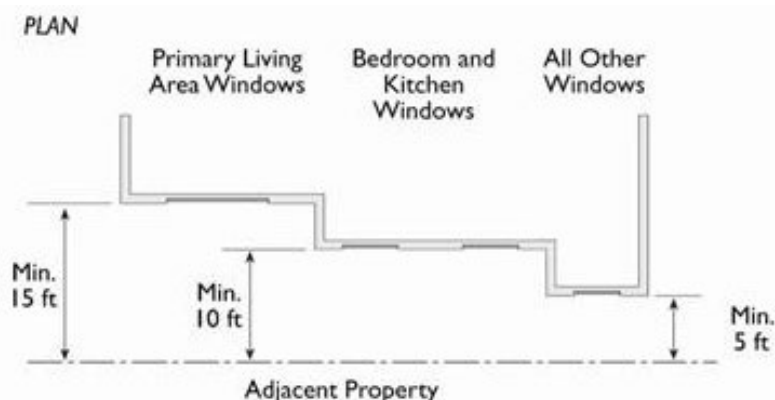 PLAN
Primary Living
Area Windows
Bedroom and
Kitchen
Windows
All Other
Windows
Min.
15 ft
Min.
10 ft
Min.
5 ft
Adjacent Property